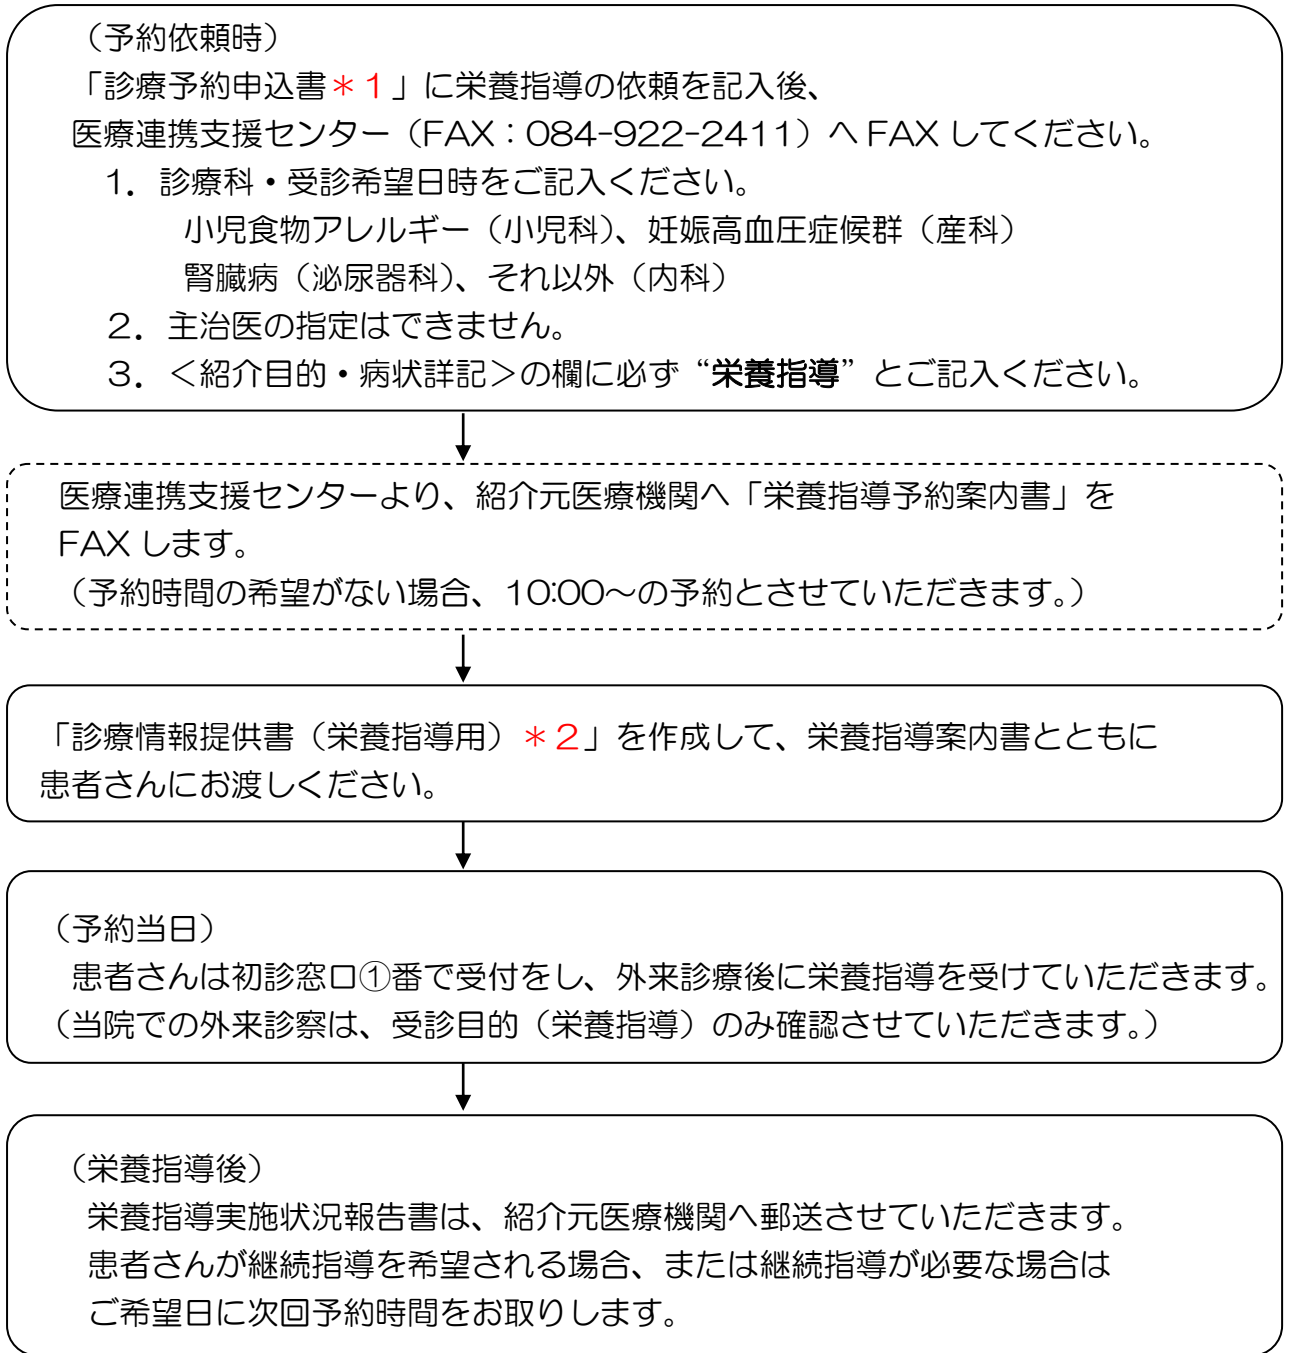 （予約依頼時）
「診療予約申込書＊１」に栄養指導の依頼を記入後、
医療連携支援センター（FAX：084-922-2411）へ FAX してください。
1．診療科・受診希望日時をご記入ください。
小児食物アレルギー（小児科）、妊娠高血圧症候群（産科）
腎臓病（泌尿器科）、それ以外（内科）
２．主治医の指定はできません。
３．＜紹介目的・病状詳記＞の欄に必ず“栄養指導”とご記入ください。
医療連携支援センターより、紹介元医療機関へ「栄養指導予約案内書」を
FAX します。
（予約時間の希望がない場合、10:00～の予約とさせていただきます。）
「診療情報提供書（栄養指導用）＊２」を作成して、栄養指導案内書とともに
患者さんにお渡しください。
（予約当日）
患者さんは初診窓口①番で受付をし、外来診療後に栄養指導を受けていただきます。
（当院での外来診察は、受診目的（栄養指導）のみ確認させていただきます。）
（栄養指導後）
栄養指導実施状況報告書は、紹介元医療機関へ郵送させていただきます。
患者さんが継続指導を希望される場合、または継続指導が必要な場合は
ご希望日に次回予約時間をお取りします。